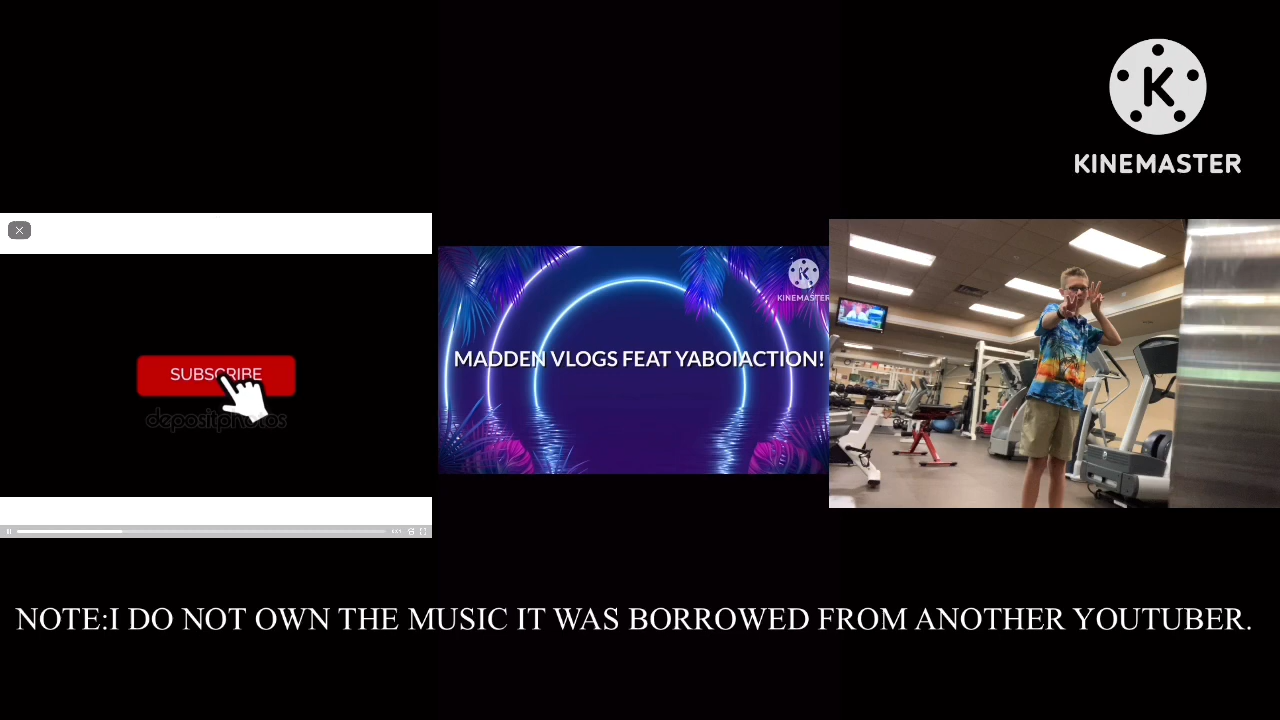 KINEMASTER
SUBSCRIBE
depositphotos
KINEMASTER
MADDEN VLOGS FEAT YABOIACTION!
NOTE:I DO NOT OWN THE MUSIC IT WAS BORROWED FROM ANOTHER YOUTUBER.